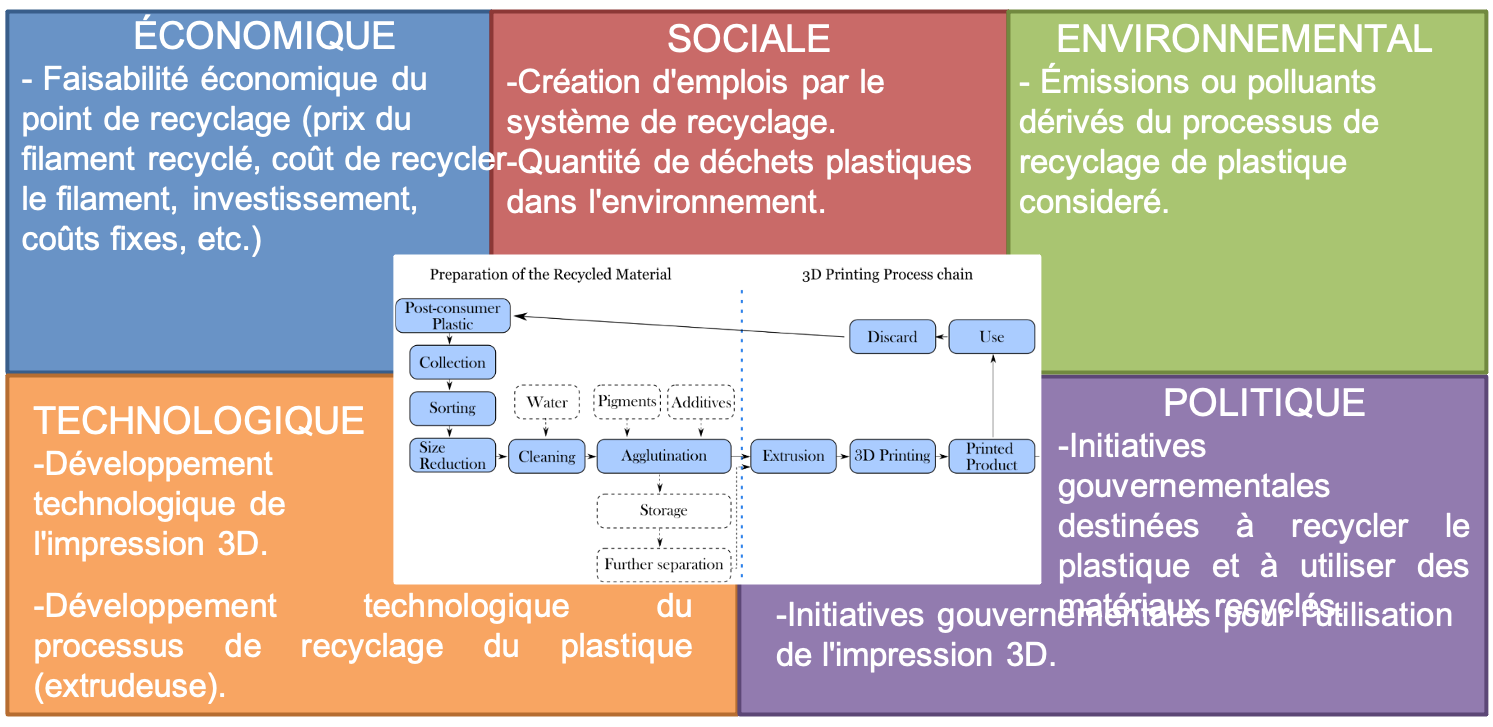 ÉCONOMIQUE
- Faisabilité économique du
point de recyclage (prix du
filament recyclé, coût de recycler
le filament, investissement,
coûts fixes, etc.)
SOCIALE
-Création d'emplois par le
système de recyclage.
-Quantité de déchets plastiques
dans l'environnement.
ENVIRONNEMENTAL
- Émissions ou polluants
dérivés du processus de
recyclage de plastique
consideré.
Preparation of the Recycled Material
3D Printing Process chain
Post-consumer
Plastic
Discard
Use
Collection
Sorting
Water
Pigments
Additives
Size
Reduction
Cleaning
Agglutination
Extrusion
3D Printing
Printed
Product
Storage
Further separation
TECHNOLOGIQUE
-Développement
technologique de
l'impression 3D.
-Développement technologique du
processus de recyclage du plastique
(extrudeuse).
POLITIQUE
-Initiatives
gouvernementales
destinées à recycler le
plastique et à utiliser des
matériaux recyclés.
-Initiatives gouvernementales pour l'utilisation
de l'impression 3D.